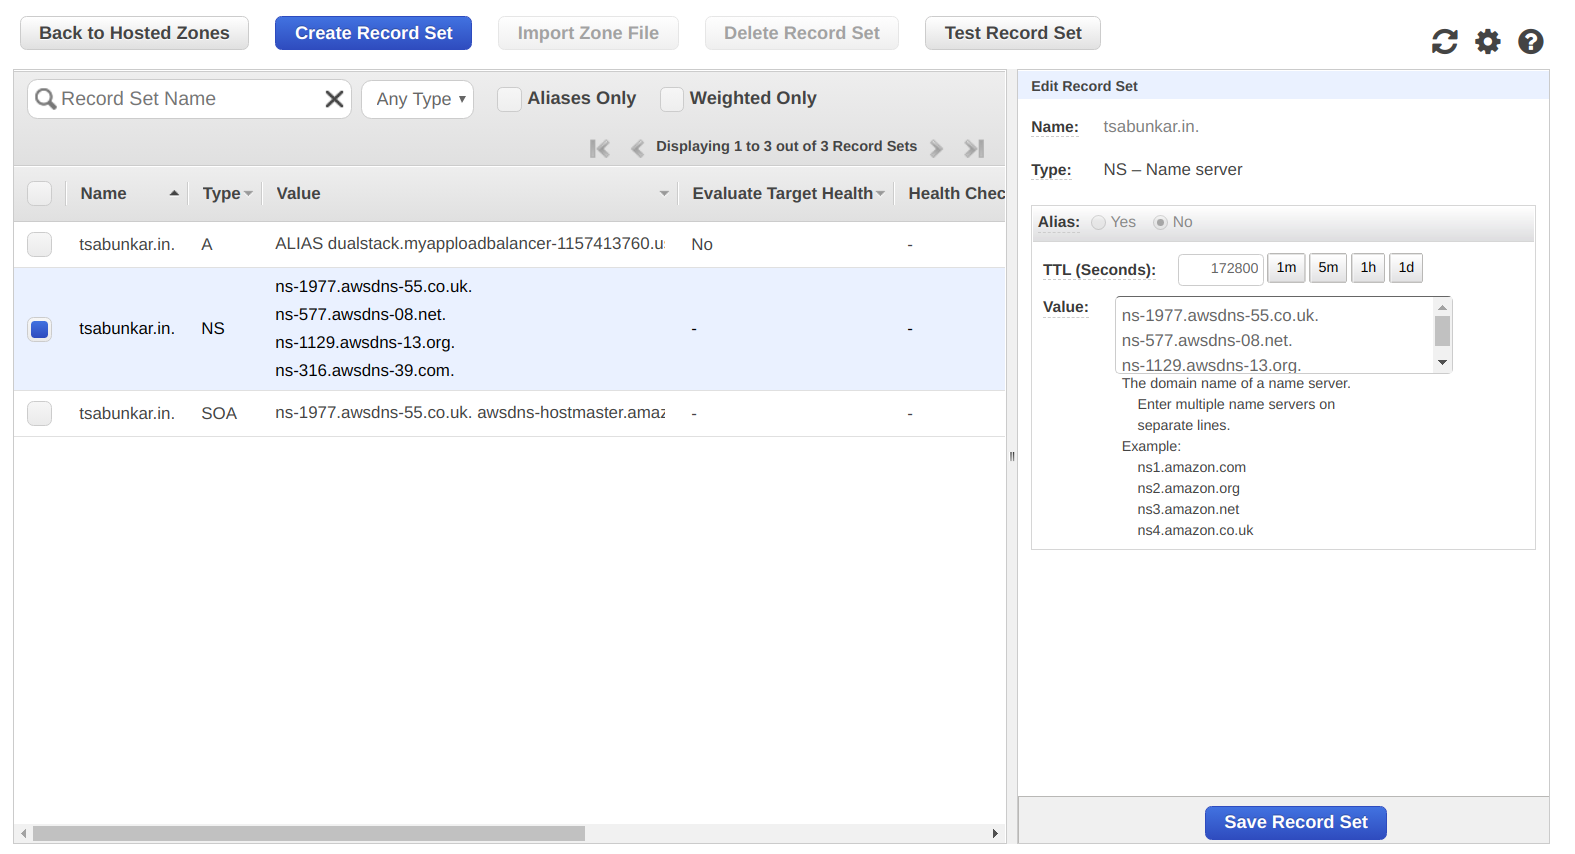 Back to Hosted Zones
Create Record Set
Import Zone File
Delete Record Set
Test Record Set
Record Set Name
Any Type
Aliases Only
Weighted Only
Displaying 1 to 3 out of 3 Record Sets
Name Type Value Evaluate Target Health Health Chec
tsabunkar.in. A ALIAS dualstack.myapploadbalancer-1157413760.u No -
tsabunkar.in. NS ns-1977.awsdns-55.co.uk. - -
ns-577.awsdns-08.net.
ns-1129.awsdns-13.org.
ns-316.awsdns-39.com.
tsabunkar.in. SOA ns-1977.awsdns-55.co.uk. awsdns-hostmaster.amaz - -
Edit Record Set
Name: tsabunkar.in.
Type: NS – Name server
Alias: Yes No
TTL (Seconds): 172800 1m 5m 1h 1d
Value: ns-1977.awsdns-55.co.uk.
ns-577.awsdns-08.net.
ns-1129.awsdns-13.org.
The domain name of a name server.
Enter multiple name servers on
separate lines.
Example:
ns1.amazon.com
ns2.amazon.org
ns3.amazon.net
ns4.amazon.co.uk
Save Record Set